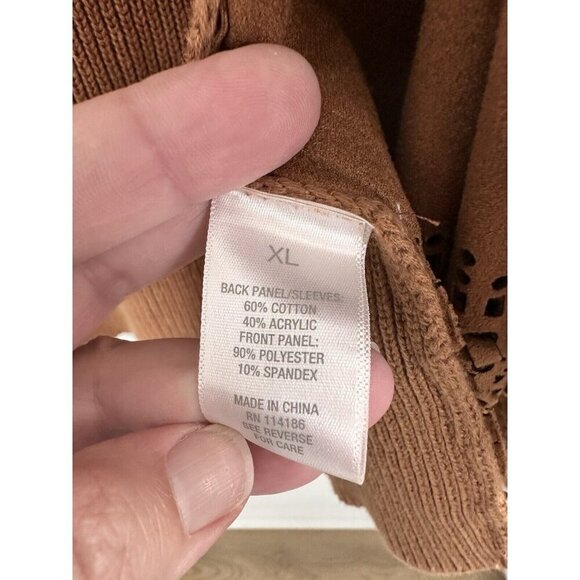 XL
BACK PANEL/SLEEVES:
60% COTTON
40% ACRYLIC
FRONT PANEL:
90% POLYESTER
10% SPANDEX
MADE IN CHINA
RN 114186
SEE REVERSE
FOR CARE